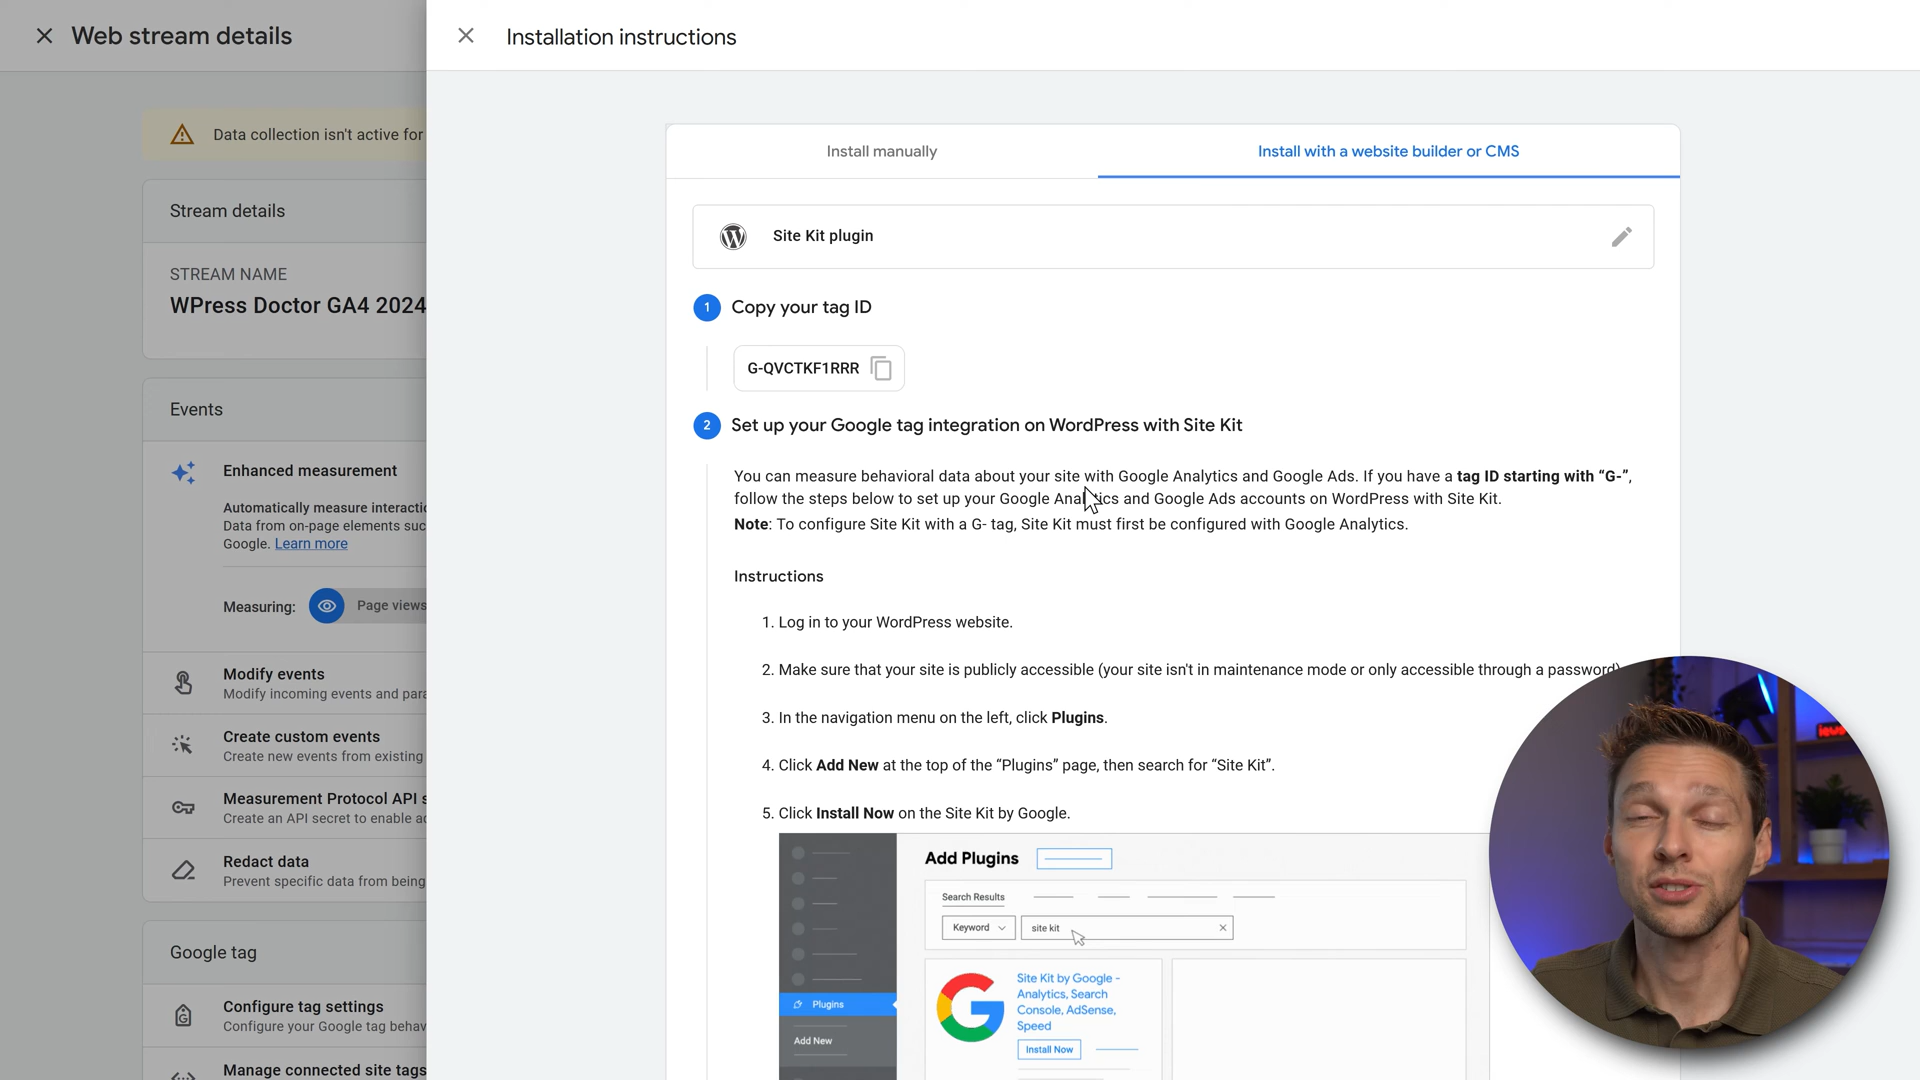 Web stream details
Data collection isn't active for
Stream details
STREAM NAME
WPress Doctor GA4 2024
Events
Enhanced measurement
Automatically measure interactio
Data from on-page elements suc
Google. Learn more
Measuring: Page views
Modify events
Modify incoming events and para
Create custom events
Create new events from existing
Measurement Protocol API s
Create an API secret to enable ad
Redact data
Prevent specific data from being
Google tag
Configure tag settings
Configure your Google tag behav
Manage connected site tags
Installation instructions
Install manually
Install with a website builder or CMS
Site Kit plugin
1 Copy your tag ID
G-QVCTKF1RRR
2 Set up your Google tag integration on WordPress with Site Kit
You can measure behavioral data about your site with Google Analytics and Google Ads. If you have a tag ID starting with “G-”,
follow the steps below to set up your Google Analytics and Google Ads accounts on WordPress with Site Kit.
Note: To configure Site Kit with a G- tag, Site Kit must first be configured with Google Analytics.
Instructions
1. Log in to your WordPress website.
2. Make sure that your site is publicly accessible (your site isn't in maintenance mode or only accessible through a password)
3. In the navigation menu on the left, click Plugins.
4. Click Add New at the top of the “Plugins” page, then search for “Site Kit”.
5. Click Install Now on the Site Kit by Google.
Add Plugins
Search Results
Keyword
site kit
Site Kit by Google -
Analytics, Search
Console, AdSense,
Speed
Install Now
Plugins
Add New